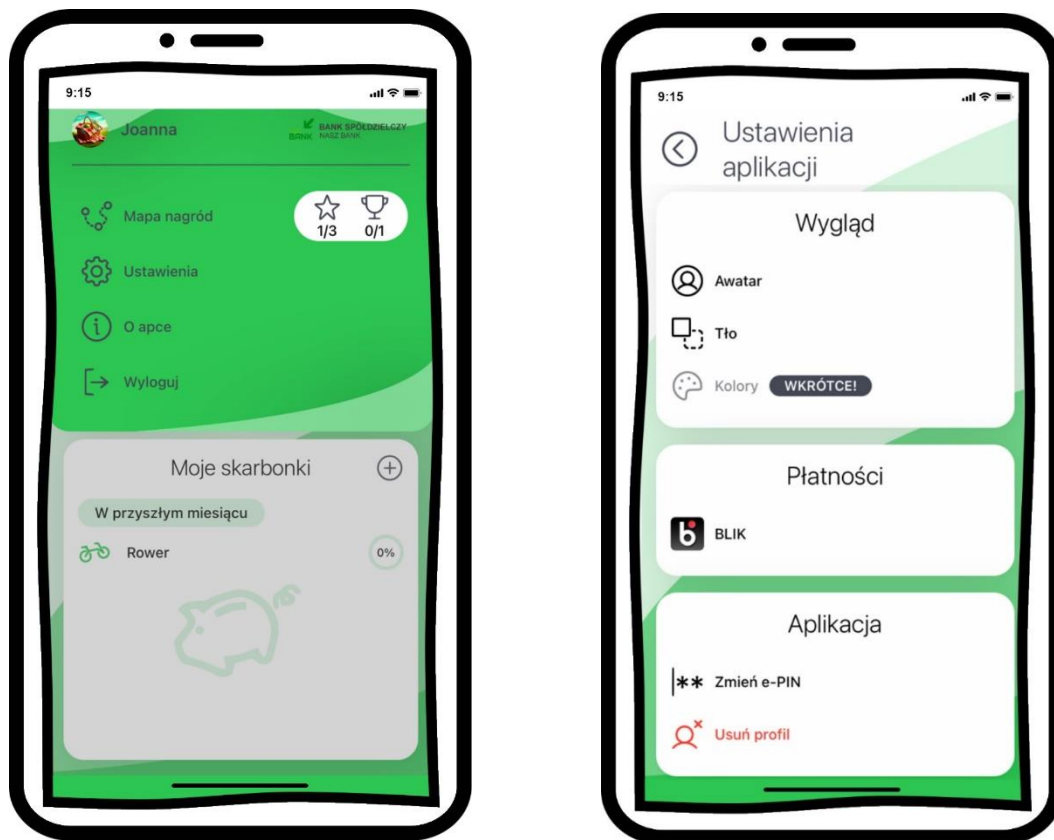 9:15
Joanna
BANK
BANK SPÓŁDZIELCZY
NASZ BANK
Mapa nagród
1/3 0/1
Ustawienia
O apce
Wyloguj
Moje skarbonki
W przyszłym miesiącu
Rower
0%
9:15
Ustawienia
aplikacji
Wygląd
Awatar
Tło
Kolory WKRÓTCE!
Płatności
b
BLIK
Aplikacja
|** Zmień e-PIN
Usuń profil